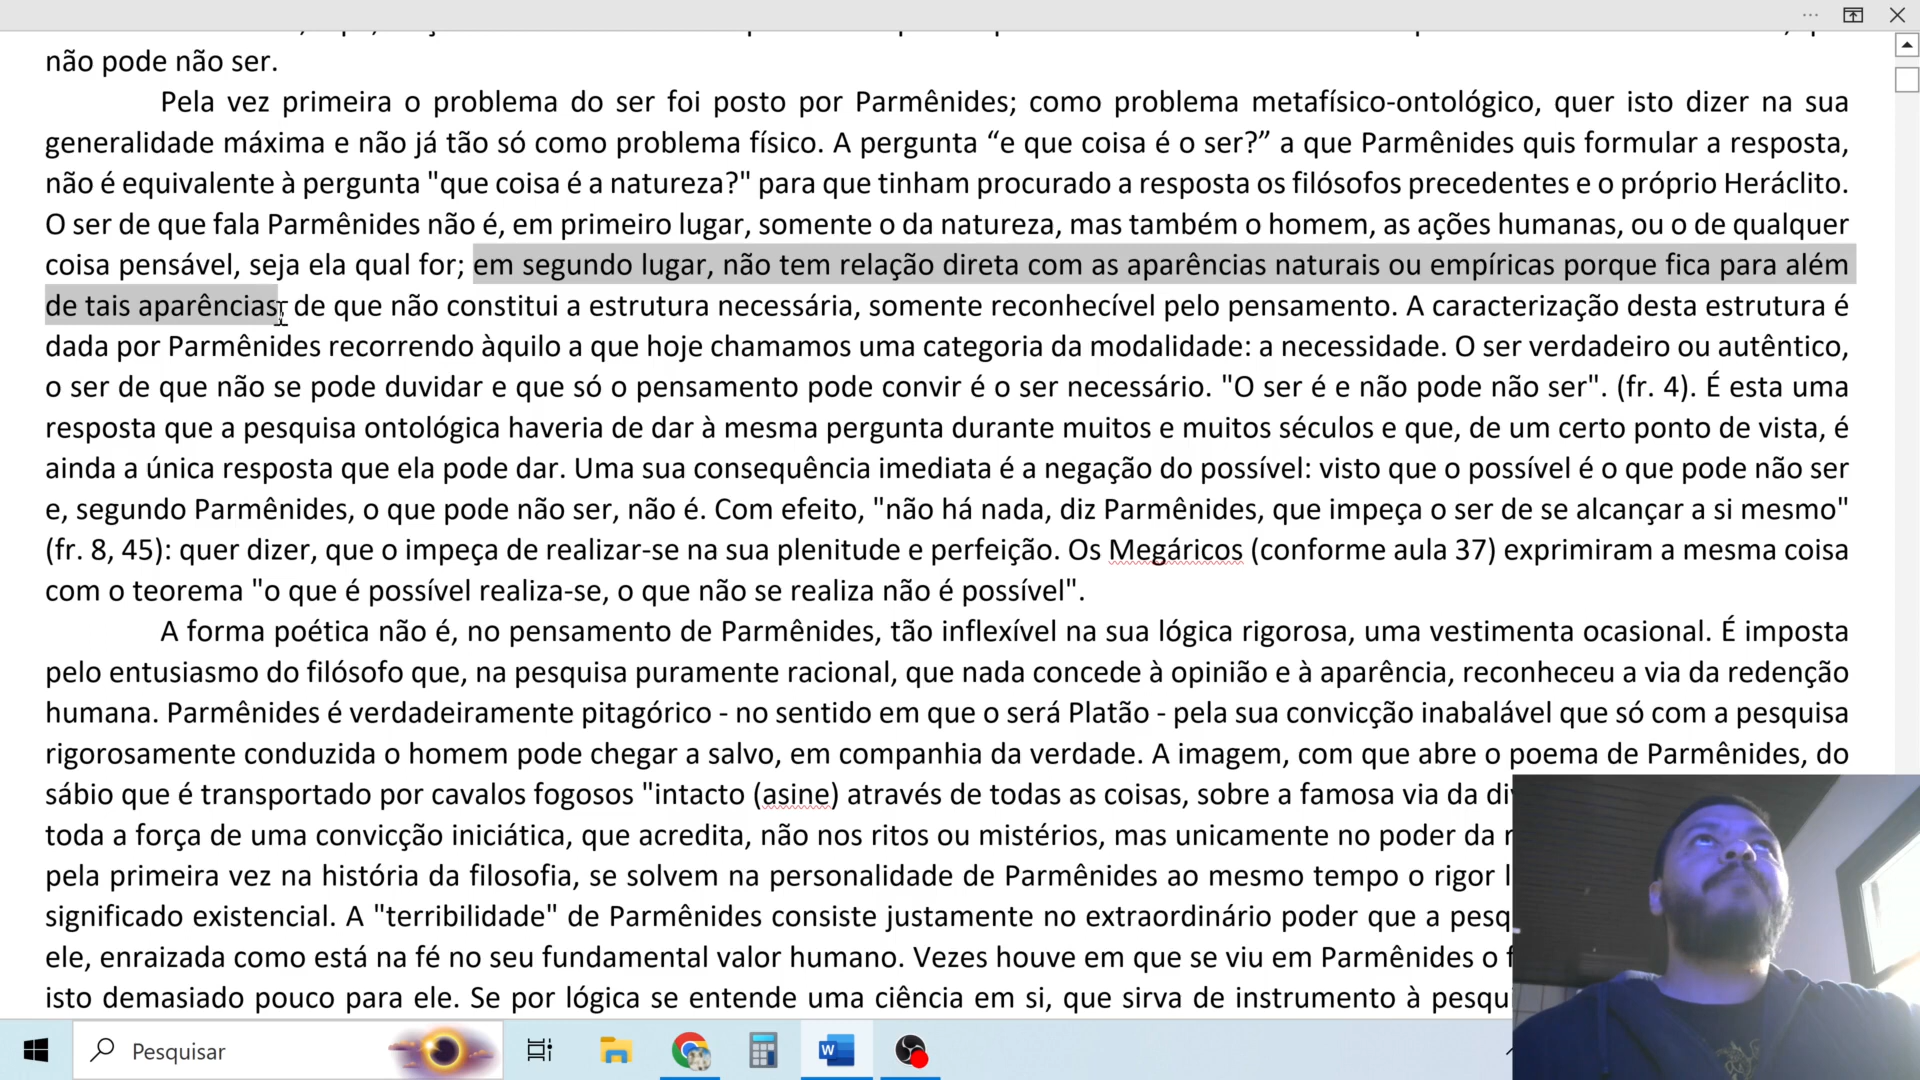 não pode não ser.
Pela vez primeira o problema do ser foi posto por Parmênides; como problema metafísico-ontológico, quer isto dizer na sua
generalidade máxima e não já tão só como problema físico. A pergunta “e que coisa é o ser?” a que Parmênides quis formular a resposta,
não é equivalente à pergunta "que coisa é a natureza?" para que tinham procurado a resposta os filósofos precedentes e o próprio Heráclito.
O ser de que fala Parmênides não é, em primeiro lugar, somente o da natureza, mas também o homem, as ações humanas, ou o de qualquer
coisa pensável, seja ela qual for; em segundo lugar, não tem relação direta com as aparências naturais ou empíricas porque fica para além
de tais aparências, de que não constitui a estrutura necessária, somente reconhecível pelo pensamento. A caracterização desta estrutura é
dada por Parmênides recorrendo àquilo a que hoje chamamos uma categoria da modalidade: a necessidade. O ser verdadeiro ou autêntico,
o ser de que não se pode duvidar e que só o pensamento pode convir é o ser necessário. "O ser é e não pode não ser". (fr. 4). É esta uma
resposta que a pesquisa ontológica haveria de dar à mesma pergunta durante muitos e muitos séculos e que, de um certo ponto de vista, é
ainda a única resposta que ela pode dar. Uma sua consequência imediata é a negação do possível: visto que o possível é o que pode não ser
e, segundo Parmênides, o que pode não ser, não é. Com efeito, "não há nada, diz Parmênides, que impeça o ser de se alcançar a si mesmo"
(fr. 8, 45): quer dizer, que o impeça de realizar-se na sua plenitude e perfeição. Os Megáricos (conforme aula 37) exprimiram a mesma coisa
com o teorema "o que é possível realiza-se, o que não se realiza não é possível".
A forma poética não é, no pensamento de Parmênides, tão inflexível na sua lógica rigorosa, uma vestimenta ocasional. É imposta
pelo entusiasmo do filósofo que, na pesquisa puramente racional, que nada concede à opinião e à aparência, reconheceu a via da redenção
humana. Parmênides é verdadeiramente pitagórico - no sentido em que o será Platão - pela sua convicção inabalável que só com a pesquisa
rigorosamente conduzida o homem pode chegar a salvo, em companhia da verdade. A imagem, com que abre o poema de Parmênides, do
sábio que é transportado por cavalos fogosos "intacto (asine) através de todas as coisas, sobre a famosa via da
toda a força de uma convicção iniciática, que acredita, não nos ritos ou mistérios, mas unicamente no poder da
pela primeira vez na história da filosofia, se solvem na personalidade de Parmênides ao mesmo tempo o rigor
significado existencial. A "terribilidade" de Parmênides consiste justamente no extraordinário poder que a
ele, enraizada como está na fé no seu fundamental valor humano. Vezes houve em que se viu em Parmênides o
isto demasiado pouco para ele. Se por lógica se entende uma ciência em si, que sirva de instrumento à
Pesquisar